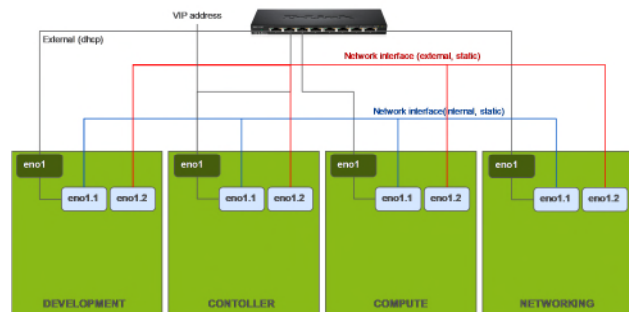 VIP address
External (dhcp)
Network interface (external, static)
Network interface(internal, static)
eno1 eno1 eno1 eno1
eno1.1 eno1.2 eno1.1 eno1.2 eno1.1 eno1.2 eno1.1 eno1.2
DEVELOPMENT CONTOLLER COMPUTE NETWORKING